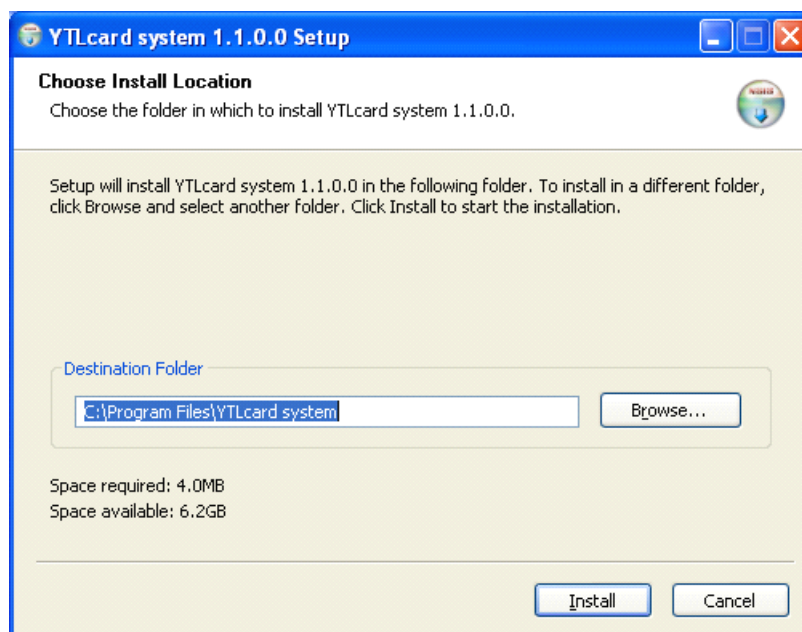 YTLcard system 1.1.0.0 Setup
Choose Install Location
Choose the folder in which to install YTLcard system 1.1.0.0.
Setup will install YTLcard system 1.1.0.0 in the following folder. To install in a different folder,
click Browse and select another folder. Click Install to start the installation.
Destination Folder
C:\Program Files\YTLcard system
Browse...
Space required: 4.0MB
Space available: 6.2GB
Install
Cancel